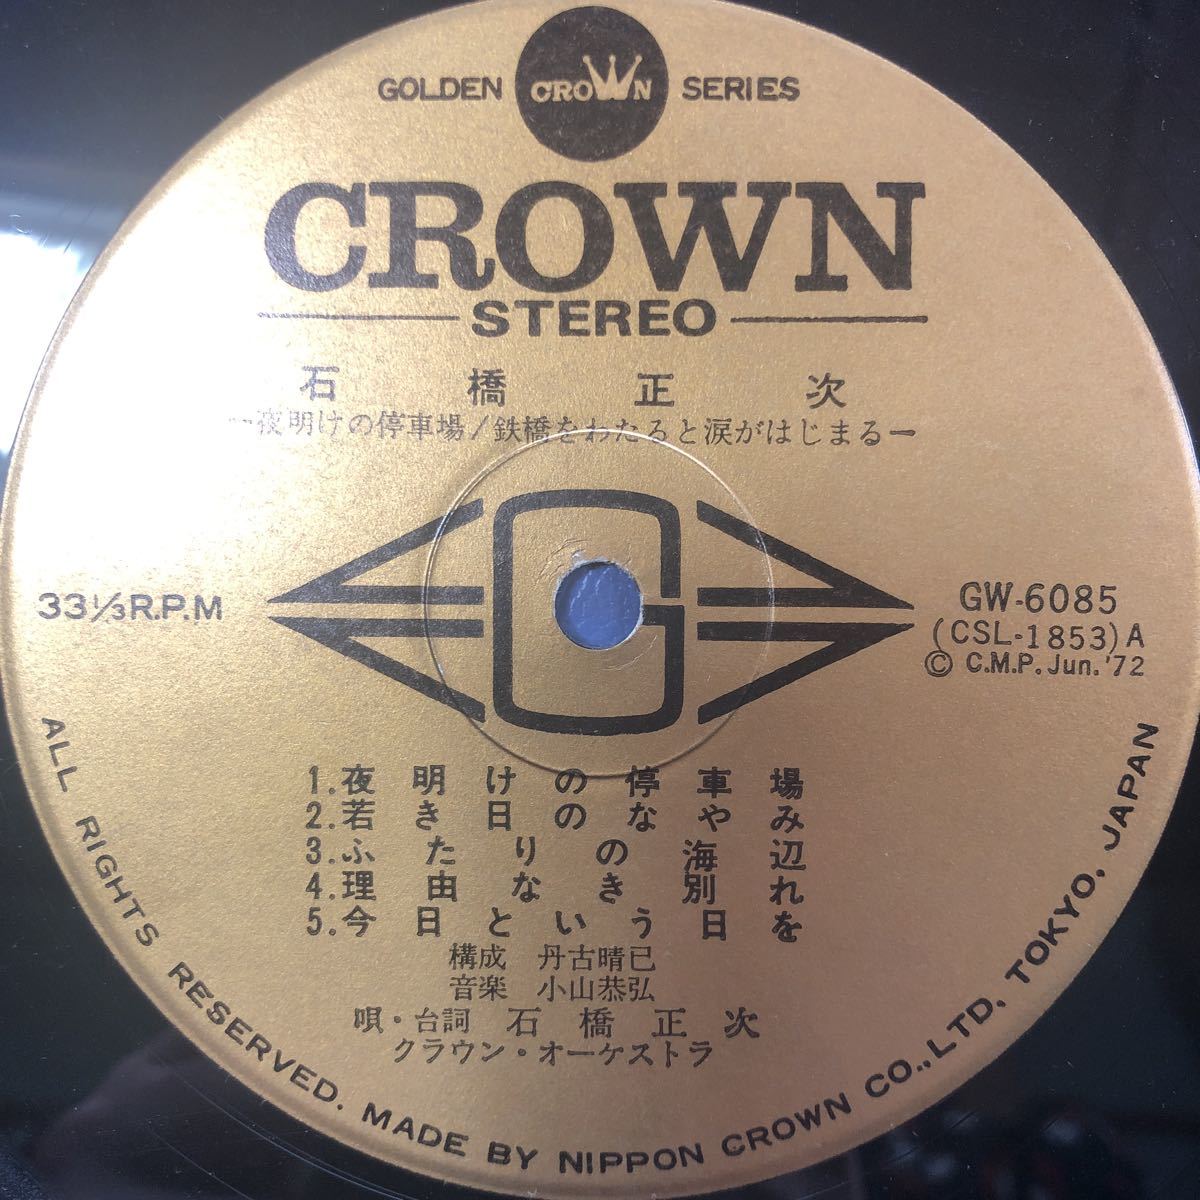 GOLDEN CROWN SERIES
CROWN
STEREO
石橋正次
ー夜明けの停車場/鉄橋をわたると涙がはじまるー
G
33 1/3 R.P.M
GW-6085
(CSL-1853) A
© C.M.P. Jun. '72
1.夜明けの停車場
2.若き日のなやみ
3.ふたりの海辺
4.理由なき別れ
5.今日という日を
構成 丹古晴已
音楽 小山恭弘
唄・台詞 石橋正次
クラウン・オーケストラ
ALL RIGHTS RESERVED. MADE BY NIPPON CROWN CO., LTD. TOKYO, JAPAN